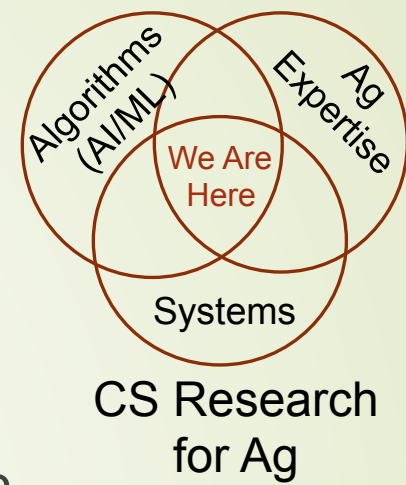 Algorithms
(AI/ML)
Ag
Expertise
We Are
Here
Systems
CS Research
for Ag